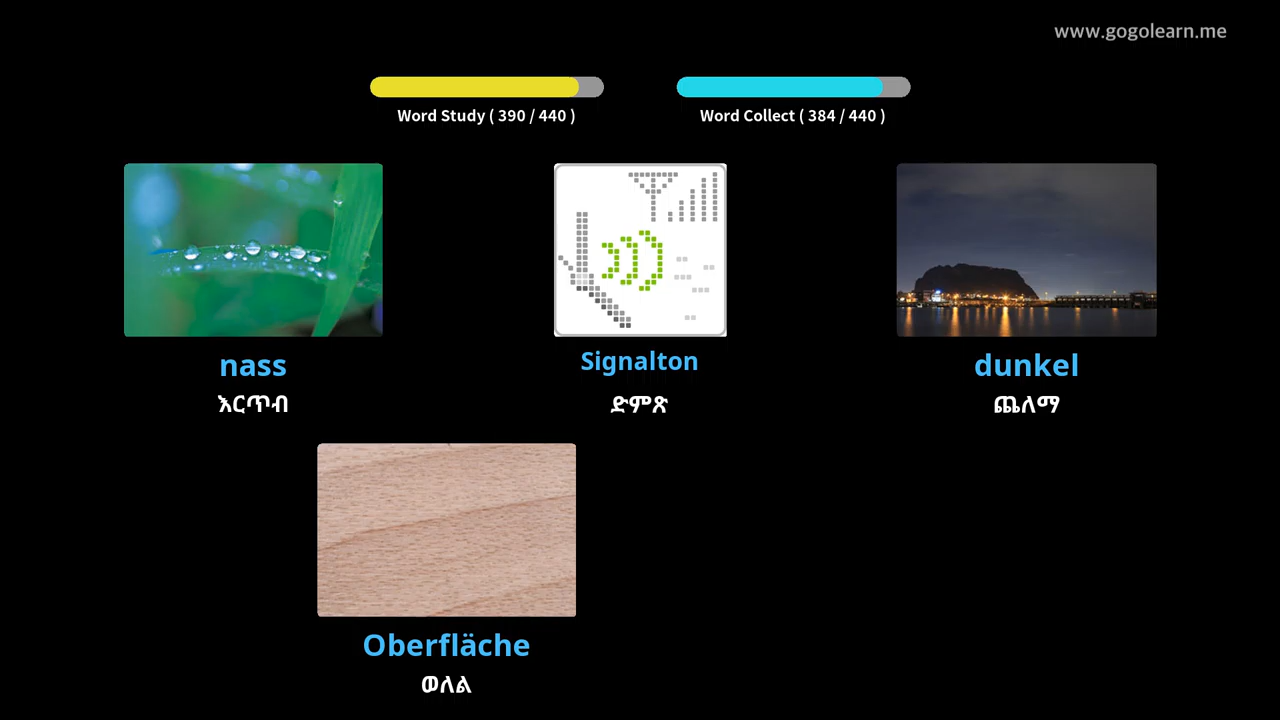 www.gogolearn.me
Word Study ( 390 / 440 )
Word Collect ( 384 / 440 )
nass
እርጥብ
Signalton
ድምጽ
dunkel
ጨለማ
Oberfläche
ወለል